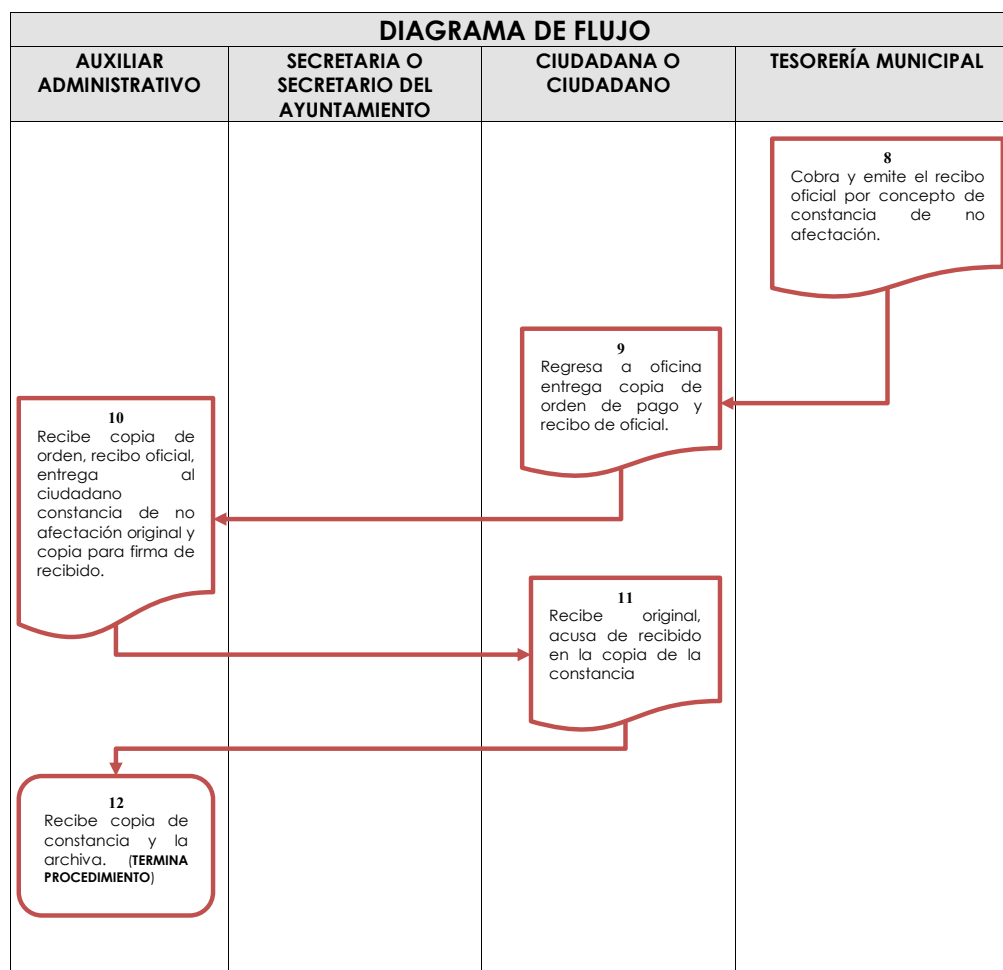 DIAGRAMA DE FLUJO
AUXILIAR
ADMINISTRATIVO
SECRETARIA O
SECRETARIO DEL
AYUNTAMIENTO
CIUDADANA O
CIUDADANO
TESORERÍA MUNICIPAL
8
Cobra y emite el recibo
oficial por concepto de
constancia de no
afectación.
9
Regresa a oficina
entrega copia de
orden de pago y
recibo de oficial.
10
Recibe copia de
orden, recibo oficial,
entrega al
ciudadano
constancia de no
afectación original y
copia para firma de
recibido.
11
Recibe original,
acusa de recibido
en la copia de la
constancia
12
Recibe copia de
constancia y la
archiva. (TERMINA
PROCEDIMIENTO)